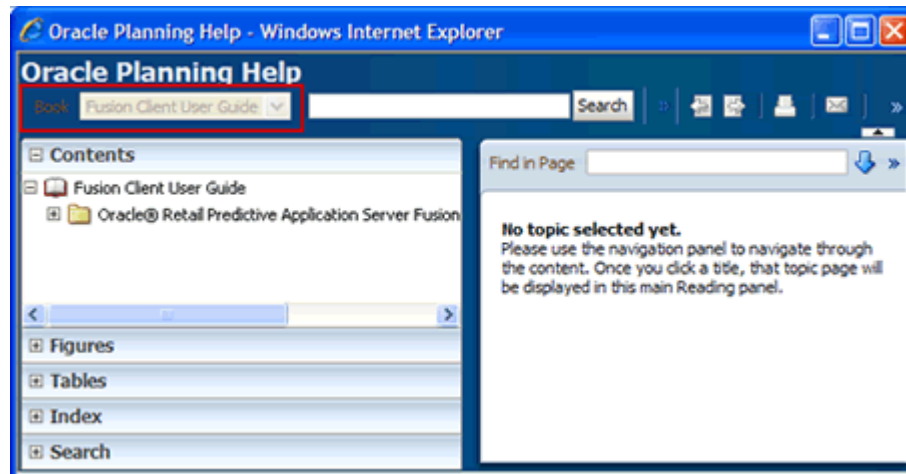 Oracle Planning Help - Windows Internet Explorer
Oracle Planning Help
Book Fusion Client User Guide Search
Contents
Fusion Client User Guide
Oracle® Retail Predictive Application Server Fusion
Figures
Tables
Index
Search
Find in Page
No topic selected yet.
Please use the navigation panel to navigate through
the content. Once you click a title, that topic page will
be displayed in this main Reading panel.